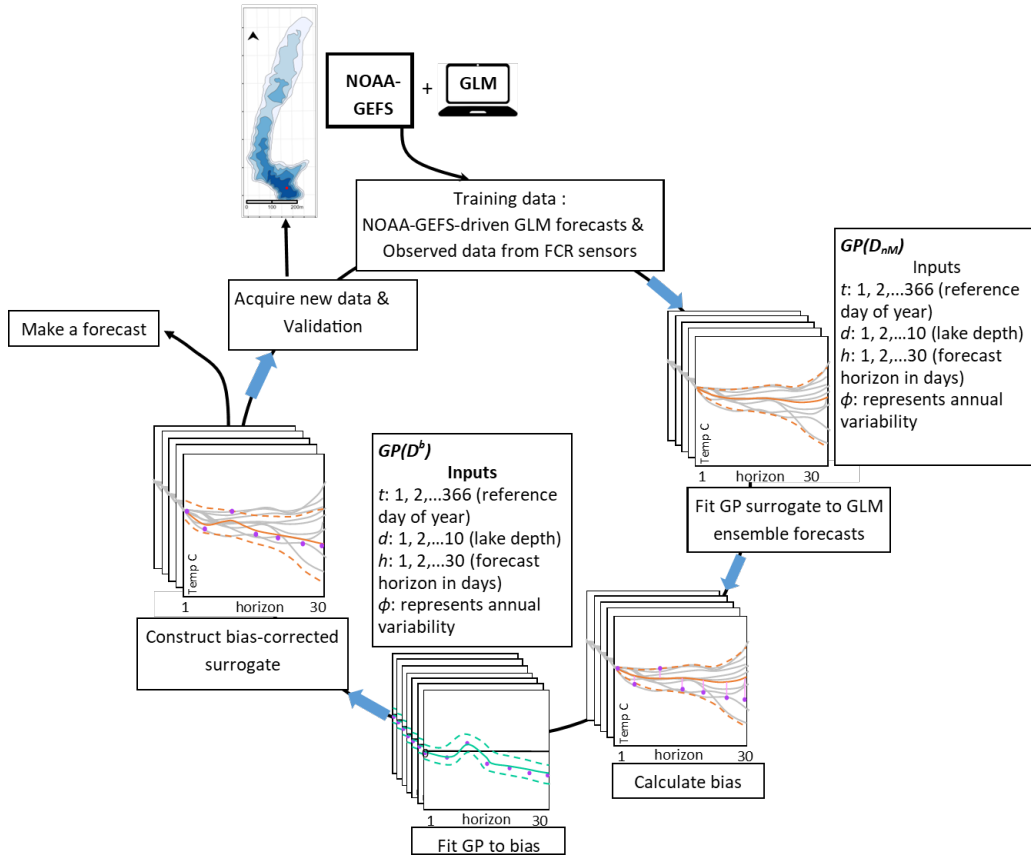 NOAA-
GEFS
+
GLM
0 100 200m
Training data :
NOAA-GEFS-driven GLM forecasts &
Observed data from FCR sensors
GP(DnM)
Inputs
t: 1, 2,...366 (reference
day of year)
d: 1, 2,...10 (lake depth)
h: 1, 2,...30 (forecast
horizon in days)
ϕ: represents annual
variability
Temp C
1 horizon 30
Fit GP surrogate to GLM
ensemble forecasts
Temp C
1 horizon 30
Calculate bias
GP(Dᵇ)
Inputs
t: 1, 2,...366 (reference
day of year)
d: 1, 2,...10 (lake depth)
h: 1, 2,...30 (forecast
horizon in days)
ϕ: represents annual
variability
0
1 horizon 30
Fit GP to bias
Construct bias-corrected
surrogate
Temp C
1 horizon 30
Make a forecast
Acquire new data &
Validation